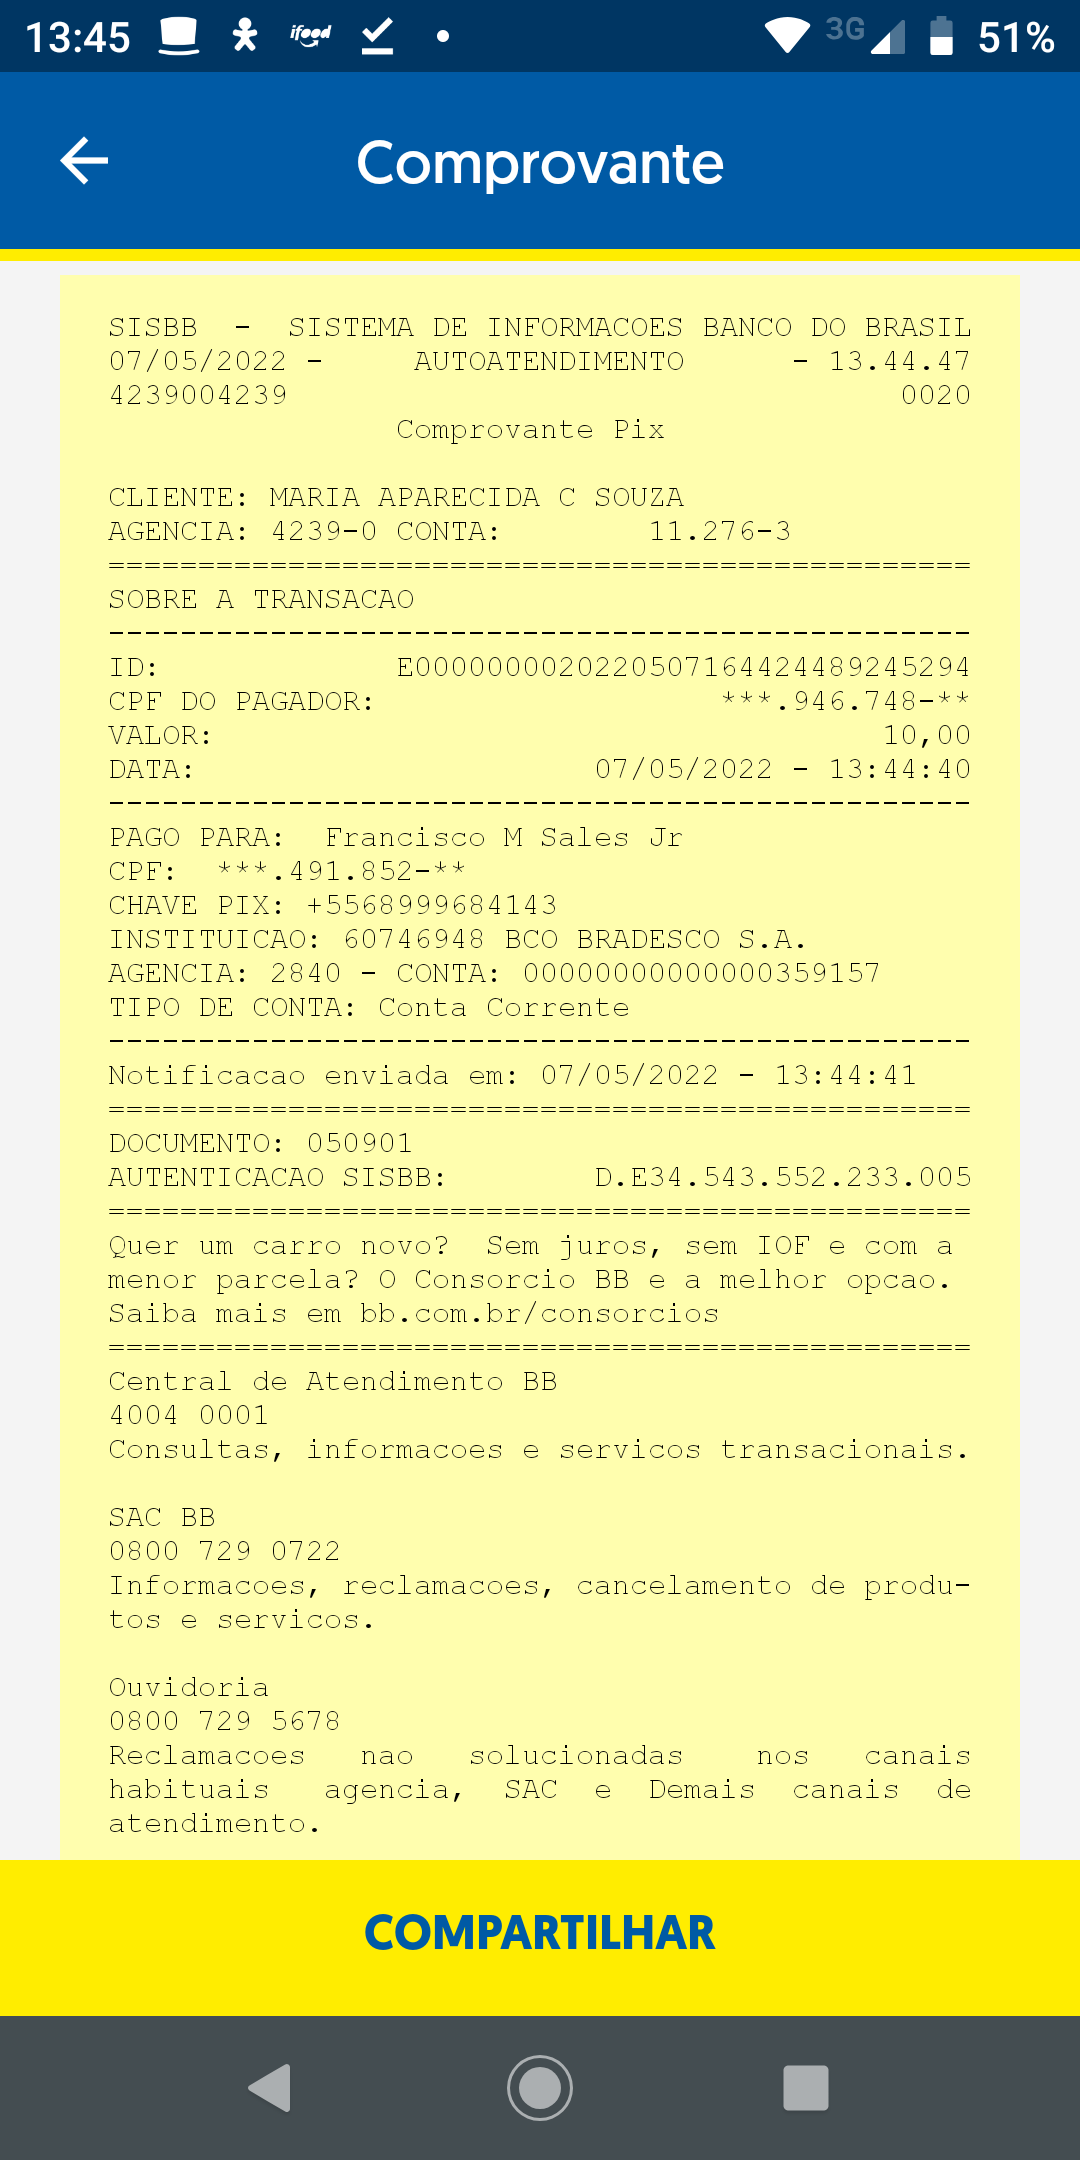 13:45 ifood 3G 51%
Comprovante
SISBB - SISTEMA DE INFORMACOES BANCO DO BRASIL
07/05/2022 - AUTOATENDIMENTO - 13.44.47
4239004239 0020
Comprovante Pix
CLIENTE: MARIA APARECIDA C SOUZA
AGENCIA: 4239-0 CONTA: 11.276-3
================================================
SOBRE A TRANSACAO
------------------------------------------------
ID: E00000000202205071644244892452​94
CPF DO PAGADOR: ***.946.748-**
VALOR: 10,00
DATA: 07/05/2022 - 13:44:40
------------------------------------------------
PAGO PARA: Francisco M Sales Jr
CPF: ***.491.852-**
CHAVE PIX: +5568999684143
INSTITUICAO: 60746948 BCO BRADESCO S.A.
AGENCIA: 2840 - CONTA: 00000000000000359157
TIPO DE CONTA: Conta Corrente
------------------------------------------------
Notificacao enviada em: 07/05/2022 - 13:44:41
================================================
DOCUMENTO: 050901
AUTENTICACAO SISBB: D.E34.543.552.233.005
================================================
Quer um carro novo? Sem juros, sem IOF e com a
menor parcela? O Consorcio BB e a melhor opcao.
Saiba mais em bb.com.br/consorcios
================================================
Central de Atendimento BB
4004 0001
Consultas, informacoes e servicos transacionais.
SAC BB
0800 729 0722
Informacoes, reclamacoes, cancelamento de produ-
tos e servicos.
Ouvidoria
0800 729 5678
Reclamacoes nao solucionadas nos canais
habituais agencia, SAC e Demais canais de
atendimento.
COMPARTILHAR